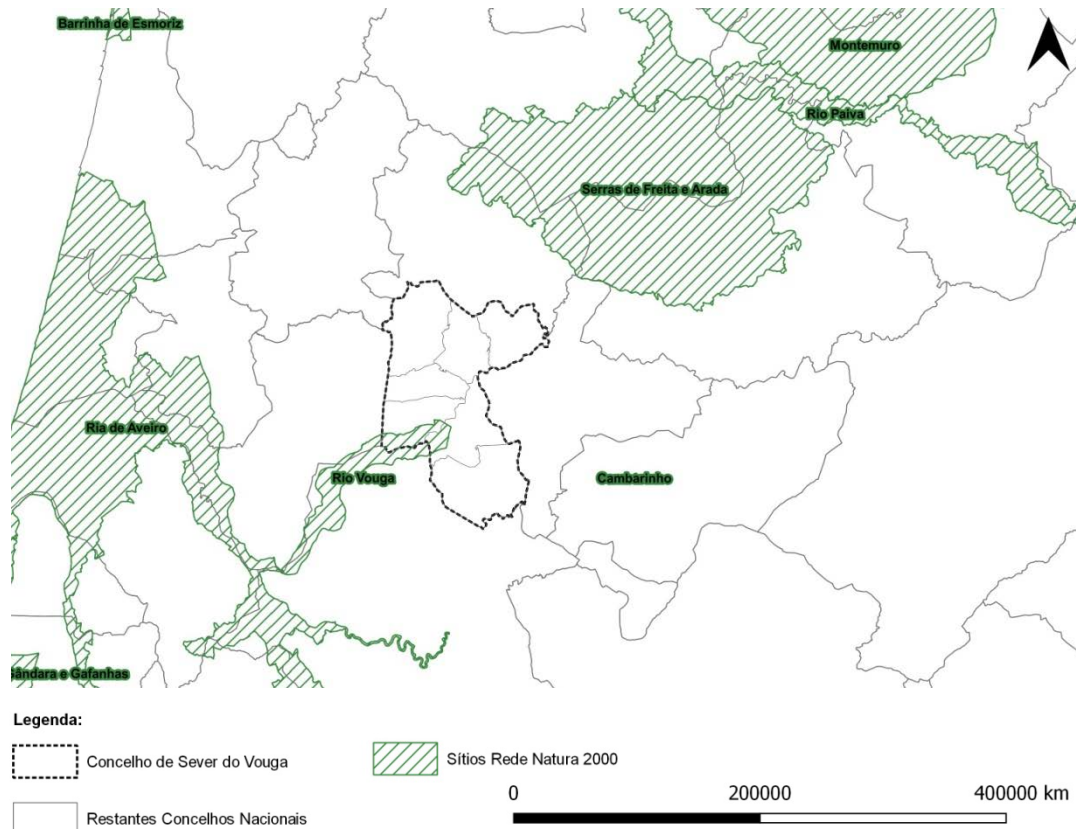 Barrinha de Esmoriz
Montemuro
Rio Paiva
Serras de Freita e Arada
Ria de Aveiro
Rio Vouga
Cambarinho
ândara e Gafanhas
Legenda:
Concelho de Sever do Vouga
Sítios Rede Natura 2000
Restantes Concelhos Nacionais
0 200000 400000 km